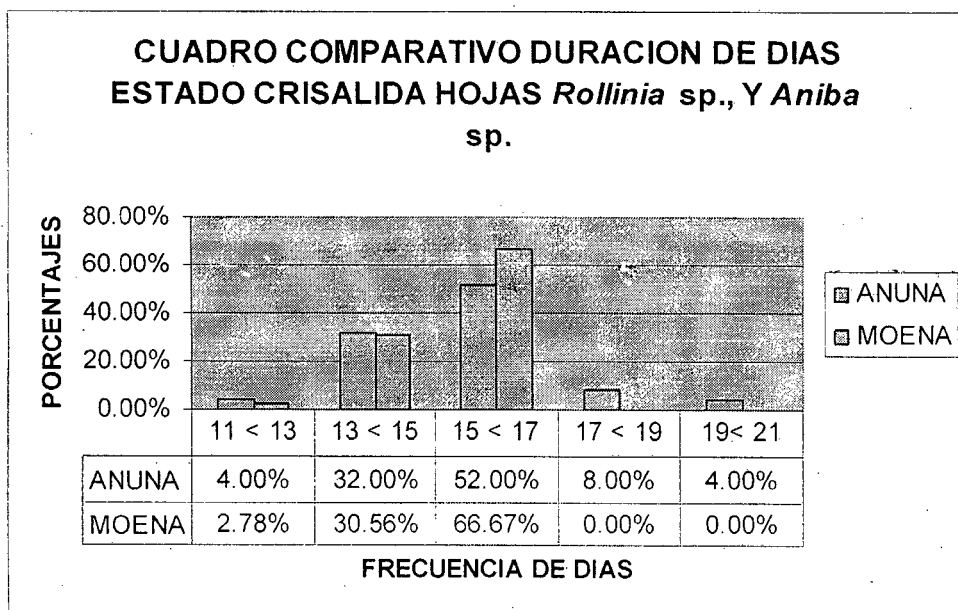 CUADRO COMPARATIVO DURACION DE DIAS
ESTADO CRISALIDA HOJAS Rollinia sp., Y Aniba
sp.
PORCENTAJES
80.00%
60.00%
40.00%
20.00%
0.00%
11 < 13 13 < 15 15 < 17 17 < 19 19< 21
ANUNA 4.00% 32.00% 52.00% 8.00% 4.00%
MOENA 2.78% 30.56% 66.67% 0.00% 0.00%
FRECUENCIA DE DIAS
ANUNA
MOENA